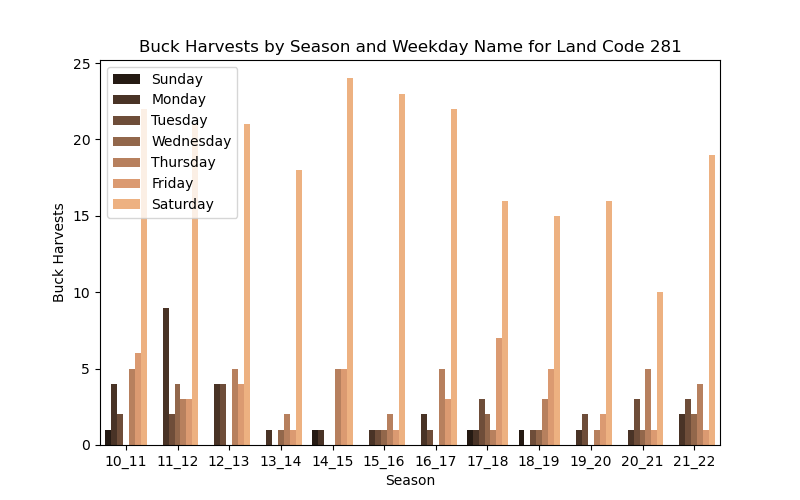 Buck Harvests by Season and Weekday Name for Land Code 281
25
20
15
10
5
0
Buck Harvests
Sunday
Monday
Tuesday
Wednesday
Thursday
Friday
Saturday
10_11 11_12 12_13 13_14 14_15 15_16 16_17 17_18 18_19 19_20 20_21 21_22
Season